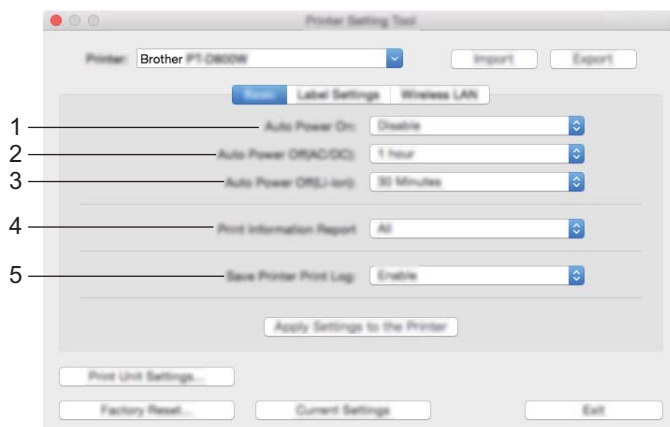 Printer Setting Tool
Printer: Brother PT-D800W Import Export
Basic Label Settings Wireless LAN
1 Auto Power On: Disable
2 Auto Power Off(AC/DC): 1 hour
3 Auto Power Off(Li-ion): 30 Minutes
4 Print Information Report All
5 Save Printer Print Log: Enable
Apply Settings to the Printer
Print Unit Settings...
Factory Reset... Current Settings Exit